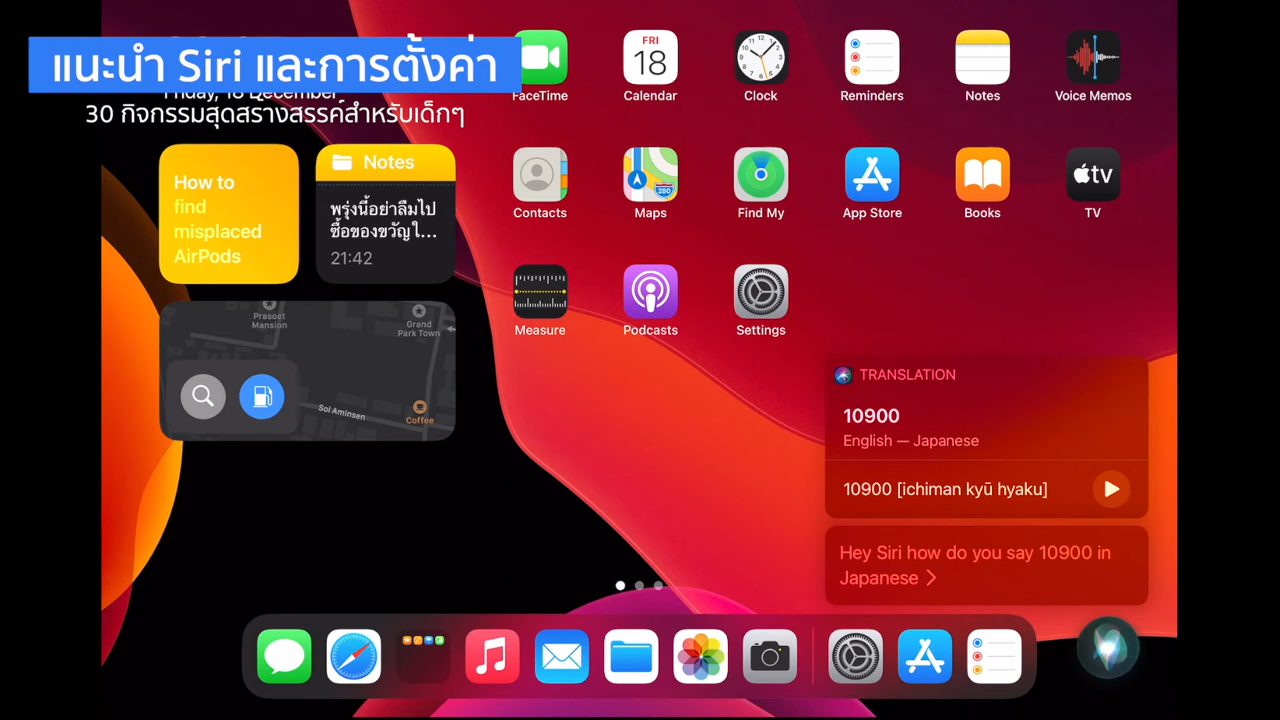 แนะนำ Siri และการตั้งค่า
Friday, 18 December
30 กิจกรรมสุดสร้างสรรค์สำหรับเด็กๆ
How to
find
misplaced
AirPods
Notes
พรุ่งนี้อย่าลืมไป
ซื้อของขวัญใ...
21:42
Prasoet
Mansion
Grand
Park Town
Soi Aminsen
Coffee
FaceTime
FRI
18
Calendar
Clock
Reminders
Notes
Voice Memos
Contacts
280
Maps
Find My
App Store
Books
tv
TV
Measure
Podcasts
Settings
TRANSLATION
10900
English — Japanese
10900 [ichiman kyū hyaku]
Hey Siri how do you say 10900 in
Japanese >